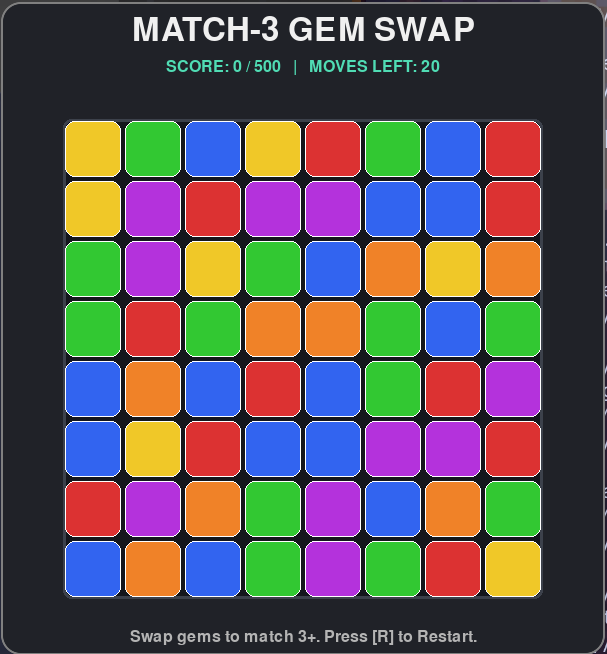 MATCH-3 GEM SWAP
SCORE: 0 / 500 | MOVES LEFT: 20
Swap gems to match 3+. Press [R] to Restart.